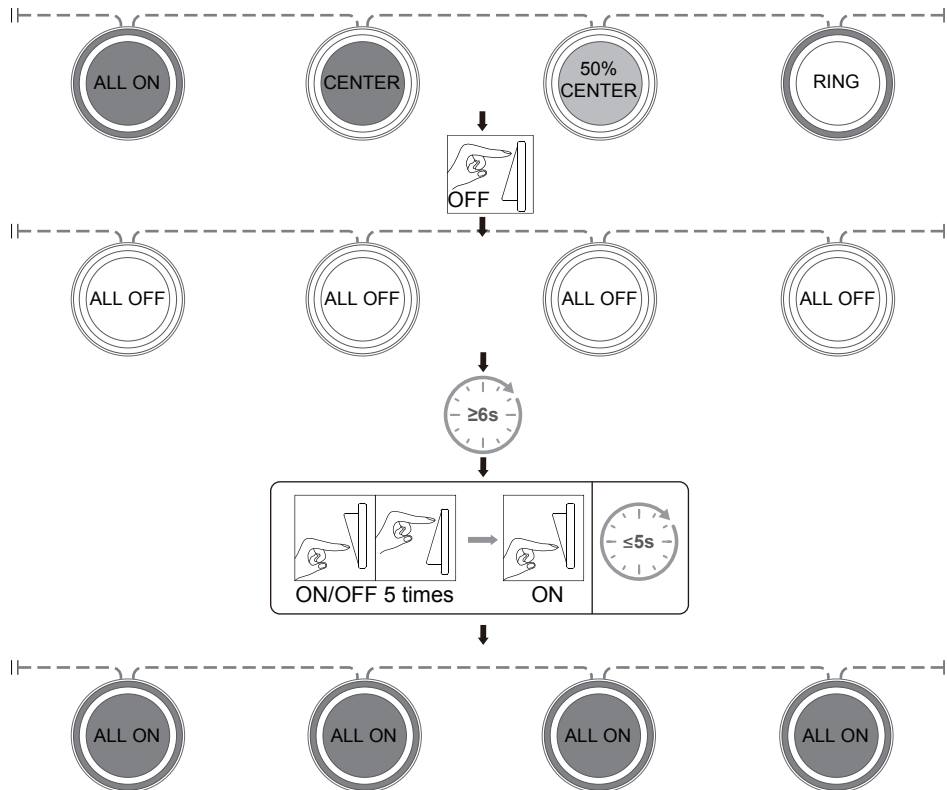 ALL ON
CENTER
50%
CENTER
RING
OFF
ALL OFF
ALL OFF
ALL OFF
ALL OFF
≥6s
≤5s
ON/OFF 5 times
ON
ALL ON
ALL ON
ALL ON
ALL ON